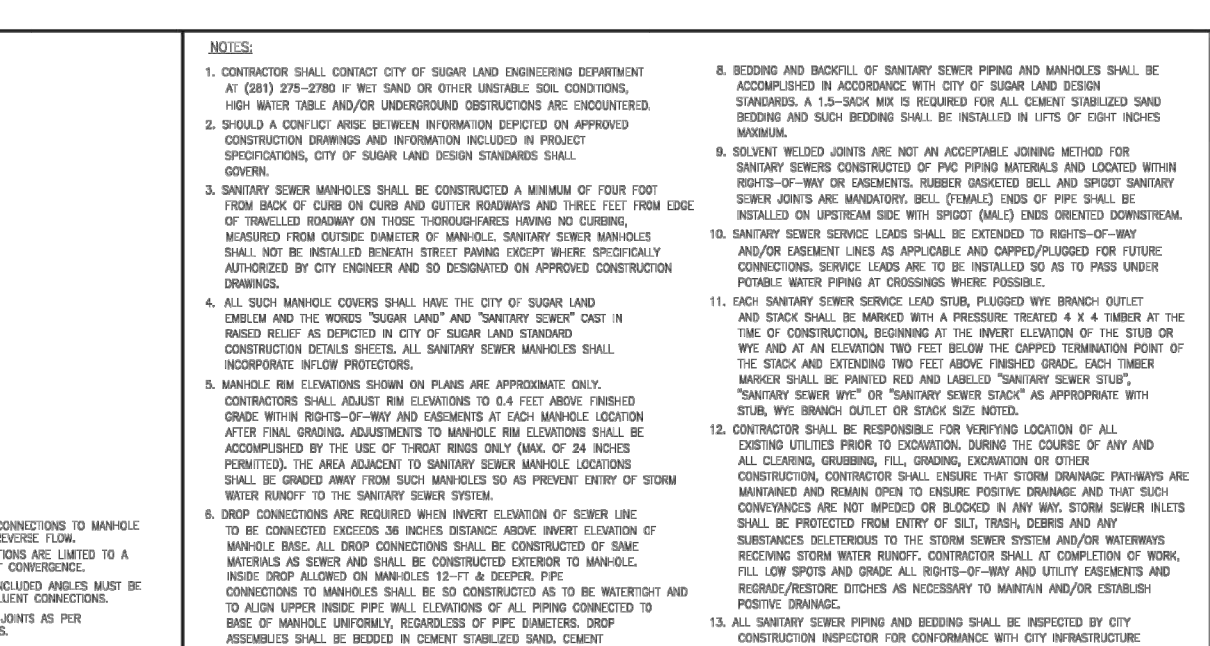 NOTES:
1. CONTRACTOR SHALL CONTACT CITY OF SUGAR LAND ENGINEERING DEPARTMENT
AT (281) 275-2780 IF WET SAND OR OTHER UNSTABLE SOIL CONDITIONS,
HIGH WATER TABLE AND/OR UNDERGROUND OBSTRUCTIONS ARE ENCOUNTERED.
2. SHOULD A CONFLICT ARISE BETWEEN INFORMATION DEPICTED ON APPROVED
CONSTRUCTION DRAWINGS AND INFORMATION INCLUDED IN PROJECT
SPECIFICATIONS, CITY OF SUGAR LAND DESIGN STANDARDS SHALL
GOVERN.
3. SANITARY SEWER MANHOLES SHALL BE CONSTRUCTED A MINIMUM OF FOUR FOOT
FROM BACK OF CURB ON CURB AND GUTTER ROADWAYS AND THREE FEET FROM EDGE
OF TRAVELLED ROADWAY ON THOSE THOROUGHFARES HAVING NO CURBING,
MEASURED FROM OUTSIDE DIAMETER OF MANHOLE. SANITARY SEWER MANHOLES
SHALL NOT BE INSTALLED BENEATH STREET PAVING EXCEPT WHERE SPECIFICALLY
AUTHORIZED BY CITY ENGINEER AND SO DESIGNATED ON APPROVED CONSTRUCTION
DRAWINGS.
4. ALL SUCH MANHOLE COVERS SHALL HAVE THE CITY OF SUGAR LAND
EMBLEM AND THE WORDS "SUGAR LAND" AND "SANITARY SEWER" CAST IN
RAISED RELIEF AS DEPICTED IN CITY OF SUGAR LAND STANDARD
CONSTRUCTION DETAILS SHEETS. ALL SANITARY SEWER MANHOLES SHALL
INCORPORATE INFLOW PROTECTORS.
5. MANHOLE RIM ELEVATIONS SHOWN ON PLANS ARE APPROXIMATE ONLY.
CONTRACTORS SHALL ADJUST RIM ELEVATIONS TO 0.4 FEET ABOVE FINISHED
GRADE WITHIN RIGHTS-OF-WAY AND EASEMENTS AT EACH MANHOLE LOCATION
AFTER FINAL GRADING. ADJUSTMENTS TO MANHOLE RIM ELEVATIONS SHALL BE
ACCOMPLISHED BY THE USE OF THROAT RINGS ONLY (MAX. OF 24 INCHES
PERMITTED). THE AREA ADJACENT TO SANITARY SEWER MANHOLE LOCATIONS
SHALL BE GRADED AWAY FROM SUCH MANHOLES SO AS PREVENT ENTRY OF STORM
WATER RUNOFF TO THE SANITARY SEWER SYSTEM.
6. DROP CONNECTIONS ARE REQUIRED WHEN INVERT ELEVATION OF SEWER LINE
TO BE CONNECTED EXCEEDS 36 INCHES DISTANCE ABOVE INVERT ELEVATION OF
MANHOLE BASE. ALL DROP CONNECTIONS SHALL BE CONSTRUCTED OF SAME
MATERIALS AS SEWER AND SHALL BE CONSTRUCTED EXTERIOR TO MANHOLE.
INSIDE DROP ALLOWED ON MANHOLES 12-FT & DEEPER. PIPE
CONNECTIONS TO MANHOLES SHALL BE SO CONSTRUCTED AS TO BE WATERTIGHT AND
TO ALIGN UPPER INSIDE PIPE WALL ELEVATIONS OF ALL PIPING CONNECTED TO
BASE OF MANHOLE UNIFORMLY, REGARDLESS OF PIPE DIAMETERS. DROP
ASSEMBLIES SHALL BE BEDDED IN CEMENT STABILIZED SAND. CEMENT
8. BEDDING AND BACKFILL OF SANITARY SEWER PIPING AND MANHOLES SHALL BE
ACCOMPLISHED IN ACCORDANCE WITH CITY OF SUGAR LAND DESIGN
STANDARDS. A 1.5-SACK MIX IS REQUIRED FOR ALL CEMENT STABILIZED SAND
BEDDING AND SUCH BEDDING SHALL BE INSTALLED IN LIFTS OF EIGHT INCHES
MAXIMUM.
9. SOLVENT WELDED JOINTS ARE NOT AN ACCEPTABLE JOINING METHOD FOR
SANITARY SEWERS CONSTRUCTED OF PVC PIPING MATERIALS AND LOCATED WITHIN
RIGHTS-OF-WAY OR EASEMENTS. RUBBER GASKETED BELL AND SPIGOT SANITARY
SEWER JOINTS ARE MANDATORY. BELL (FEMALE) ENDS OF PIPE SHALL BE
INSTALLED ON UPSTREAM SIDE WITH SPIGOT (MALE) ENDS ORIENTED DOWNSTREAM.
10. SANITARY SEWER SERVICE LEADS SHALL BE EXTENDED TO RIGHTS-OF-WAY
AND/OR EASEMENT LINES AS APPLICABLE AND CAPPED/PLUGGED FOR FUTURE
CONNECTIONS. SERVICE LEADS ARE TO BE INSTALLED SO AS TO PASS UNDER
POTABLE WATER PIPING AT CROSSINGS WHERE POSSIBLE.
11. EACH SANITARY SEWER SERVICE LEAD STUB, PLUGGED WYE BRANCH OUTLET
AND STACK SHALL BE MARKED WITH A PRESSURE TREATED 4 X 4 TIMBER AT THE
TIME OF CONSTRUCTION, BEGINNING AT THE INVERT ELEVATION OF THE STUB OR
WYE AND AT AN ELEVATION TWO FEET BELOW THE CAPPED TERMINATION POINT OF
THE STACK AND EXTENDING TWO FEET ABOVE FINISHED GRADE. EACH TIMBER
MARKER SHALL BE PAINTED RED AND LABELED "SANITARY SEWER STUB",
"SANITARY SEWER WYE" OR "SANITARY SEWER STACK" AS APPROPRIATE WITH
STUB, WYE BRANCH OUTLET OR STACK SIZE NOTED.
12. CONTRACTOR SHALL BE RESPONSIBLE FOR VERIFYING LOCATION OF ALL
EXISTING UTILITIES PRIOR TO EXCAVATION. DURING THE COURSE OF ANY AND
ALL CLEARING, GRUBBING, FILL, GRADING, EXCAVATION OR OTHER
CONSTRUCTION, CONTRACTOR SHALL ENSURE THAT STORM DRAINAGE PATHWAYS ARE
MAINTAINED AND REMAIN OPEN TO ENSURE POSITIVE DRAINAGE AND THAT SUCH
CONVEYANCES ARE NOT IMPEDED OR BLOCKED IN ANY WAY. STORM SEWER INLETS
SHALL BE PROTECTED FROM ENTRY OF SILT, TRASH, DEBRIS AND ANY
SUBSTANCES DELETERIOUS TO THE STORM SEWER SYSTEM AND/OR WATERWAYS
RECEIVING STORM WATER RUNOFF. CONTRACTOR SHALL AT COMPLETION OF WORK,
FILL LOW SPOTS AND GRADE ALL RIGHTS-OF-WAY AND UTILITY EASEMENTS AND
REGRADE/RESTORE DITCHES AS NECESSARY TO MAINTAIN AND/OR ESTABLISH
POSITIVE DRAINAGE.
13. ALL SANITARY SEWER PIPING AND BEDDING SHALL BE INSPECTED BY CITY
CONSTRUCTION INSPECTOR FOR CONFORMANCE WITH CITY INFRASTRUCTURE
CONNECTIONS TO MANHOLE
REVERSE FLOW.
TIONS ARE LIMITED TO A
CONVERGENCE.
NCLUDED ANGLES MUST BE
LUENT CONNECTIONS.
JOINTS AS PER
S.